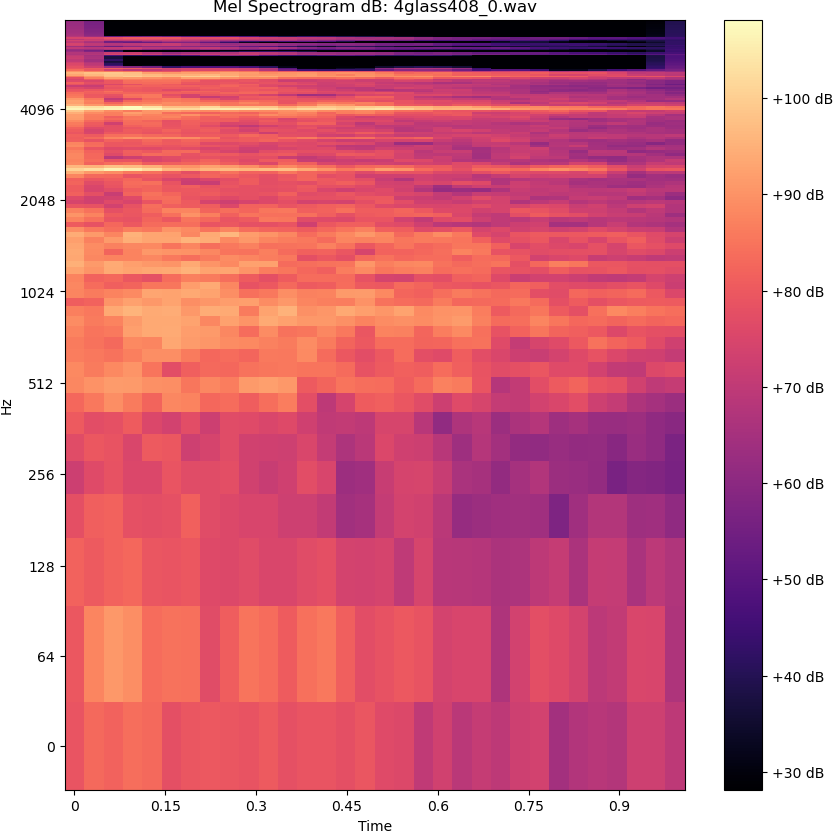 Mel Spectrogram dB: 4glass408_0.wav
Hz
4096
2048
1024
512
256
128
64
0
0 0.15 0.3 0.45 0.6 0.75 0.9
Time
+100 dB
+90 dB
+80 dB
+70 dB
+60 dB
+50 dB
+40 dB
+30 dB